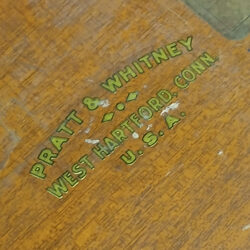 PRATT & WHITNEY
WEST HARTFORD, CONN.
U. S. A.